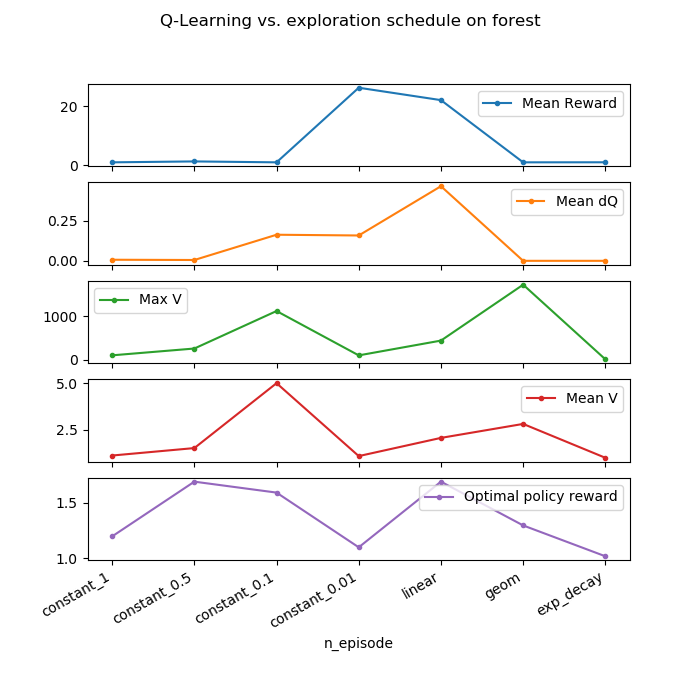 Q-Learning vs. exploration schedule on forest
Mean Reward
20
0
Mean dQ
0.25
0.00
Max V
1000
0
Mean V
5.0
2.5
Optimal policy reward
1.5
1.0
constant_1
constant_0.5
constant_0.1
constant_0.01
linear
geom
exp_decay
n_episode